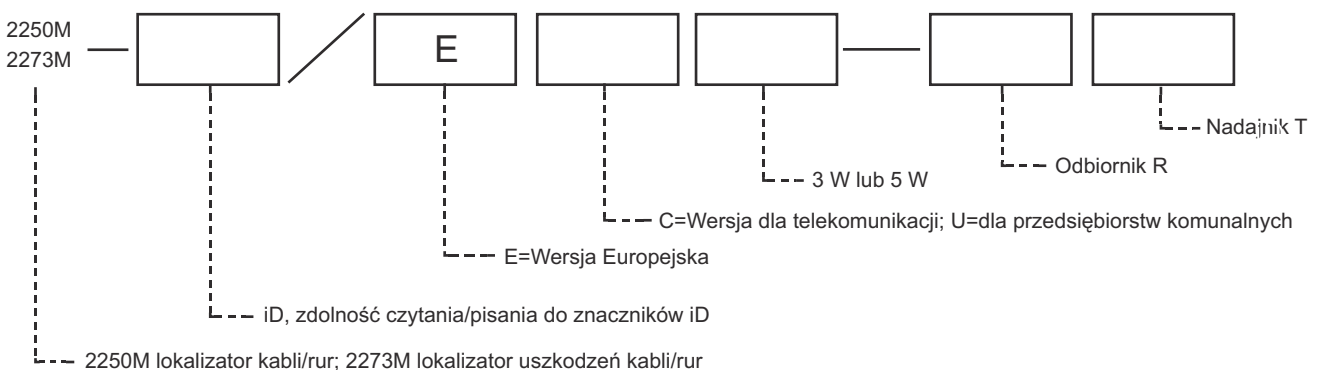 2250M
2273M
E
Nadajnik T
Odbiornik R
3 W lub 5 W
C=Wersja dla telekomunikacji; U=dla przedsiębiorstw komunalnych
E=Wersja Europejska
iD, zdolność czytania/pisania do znaczników iD
2250M lokalizator kabli/rur; 2273M lokalizator uszkodzeń kabli/rur